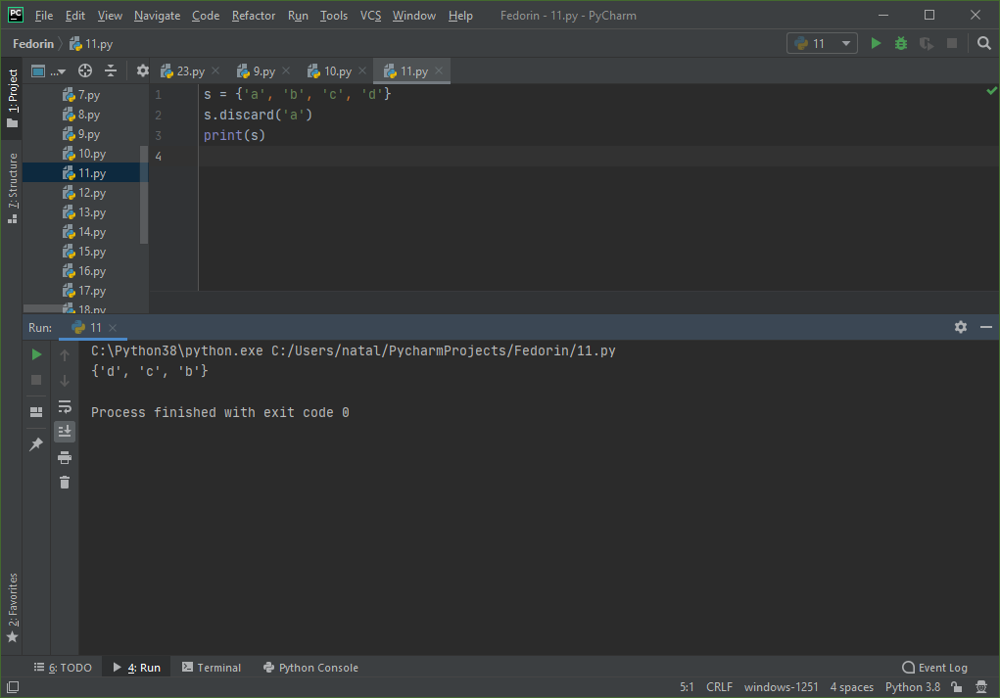 PC File Edit View Navigate Code Refactor Run Tools VCS Window Help Fedorin - 11.py - PyCharm
Fedorin 11.py 11
1: Project
7: Structure
2: Favorites
... 23.py 9.py 10.py 11.py
7.py
8.py
9.py
10.py
11.py
12.py
13.py
14.py
15.py
16.py
17.py
18.py
1 s = {'a', 'b', 'c', 'd'}
2 s.discard('a')
3 print(s)
4
Run: 11
C:\Python38\python.exe C:/Users/natal/PycharmProjects/Fedorin/11.py
{'d', 'c', 'b'}
Process finished with exit code 0
6: TODO 4: Run Terminal Python Console Event Log
5:1 CRLF windows-1251 4 spaces Python 3.8